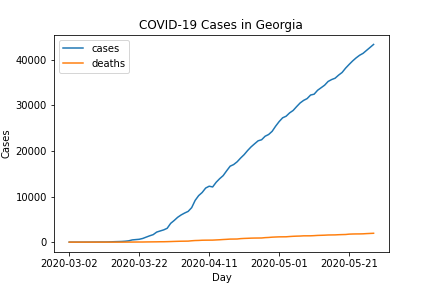 COVID-19 Cases in Georgia
cases
deaths
40000
30000
20000
10000
0
Cases
2020-03-02 2020-03-22 2020-04-11 2020-05-01 2020-05-21
Day